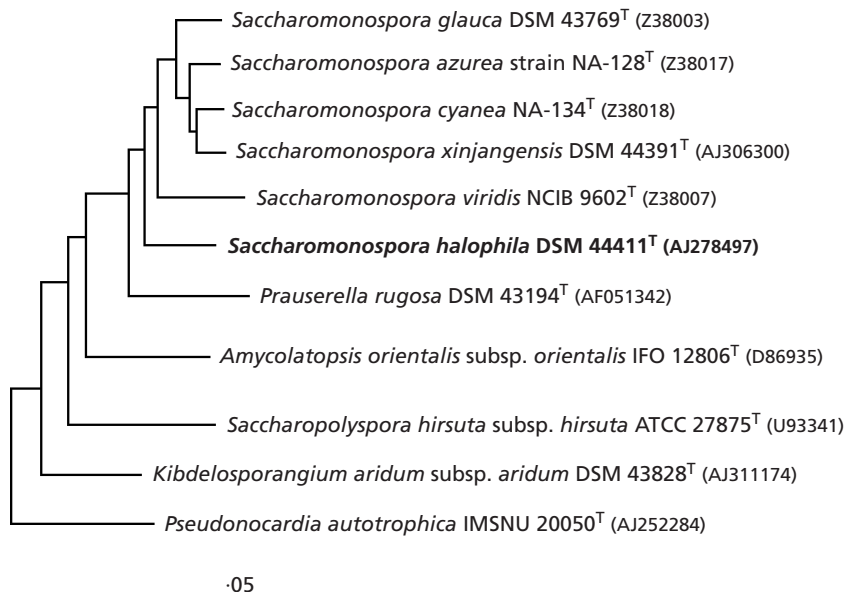 Saccharomonospora glauca DSM 43769T (Z38003)
Saccharomonospora azurea strain NA-128T (Z38017)
Saccharomonospora cyanea NA-134T (Z38018)
Saccharomonospora xinjangensis DSM 44391T (AJ306300)
Saccharomonospora viridis NCIB 9602T (Z38007)
Saccharomonospora halophila DSM 44411T (AJ278497)
Prauserella rugosa DSM 43194T (AF051342)
Amycolatopsis orientalis subsp. orientalis IFO 12806T (D86935)
Saccharopolyspora hirsuta subsp. hirsuta ATCC 27875T (U93341)
Kibdelosporangium aridum subsp. aridum DSM 43828T (AJ311174)
Pseudonocardia autotrophica IMSNU 20050T (AJ252284)
·05